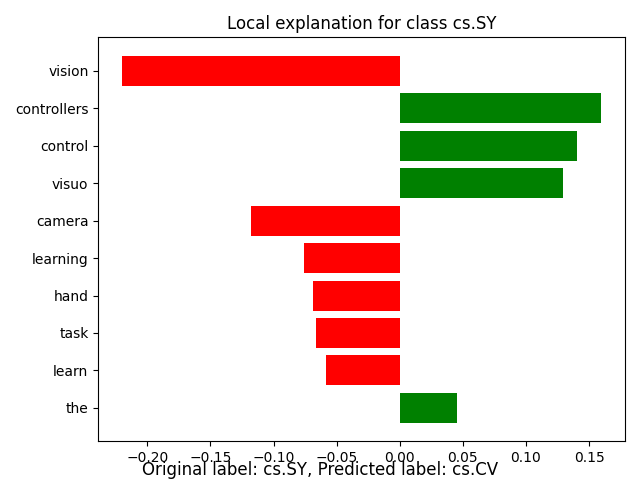 Local explanation for class cs.SY
vision
controllers
control
visuo
camera
learning
hand
task
learn
the
−0.20 −0.15 −0.10 −0.05 0.00 0.05 0.10 0.15
Original label: cs.SY, Predicted label: cs.CV